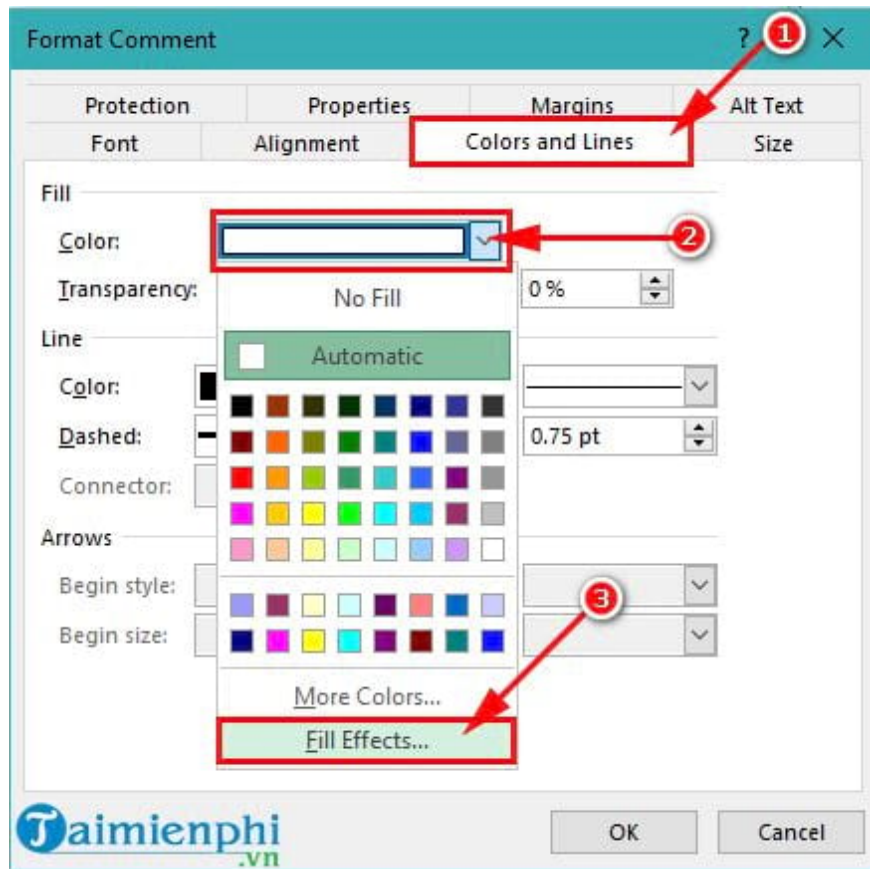 Format Comment ? 1
Protection Properties Margins Alt Text
Font Alignment Colors and Lines Size
Fill
Color: 2
Transparency: 0 %
No Fill
Line
Automatic
Color:
Dashed: 0.75 pt
Connector:
Arrows
Begin style:
3
Begin size:
More Colors...
Fill Effects...
Taimienphi
.vn
OK Cancel